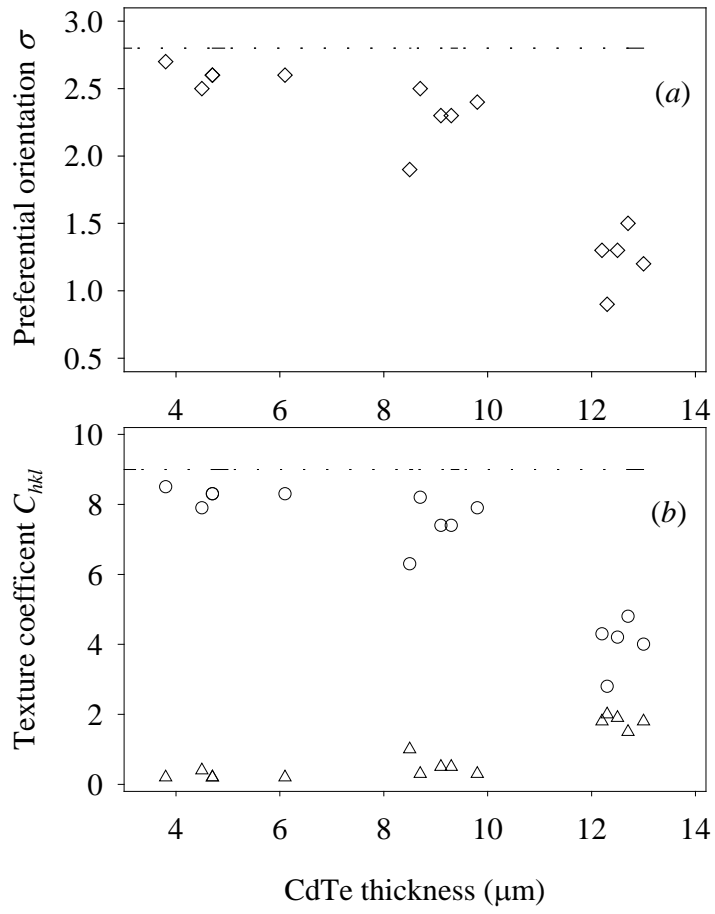 Preferential orientation σ
3.0
2.5
2.0
1.5
1.0
0.5
(a)
4 6 8 10 12 14
Texture coefficent C_hkl
10
8
6
4
2
0
(b)
4 6 8 10 12 14
CdTe thickness (μm)